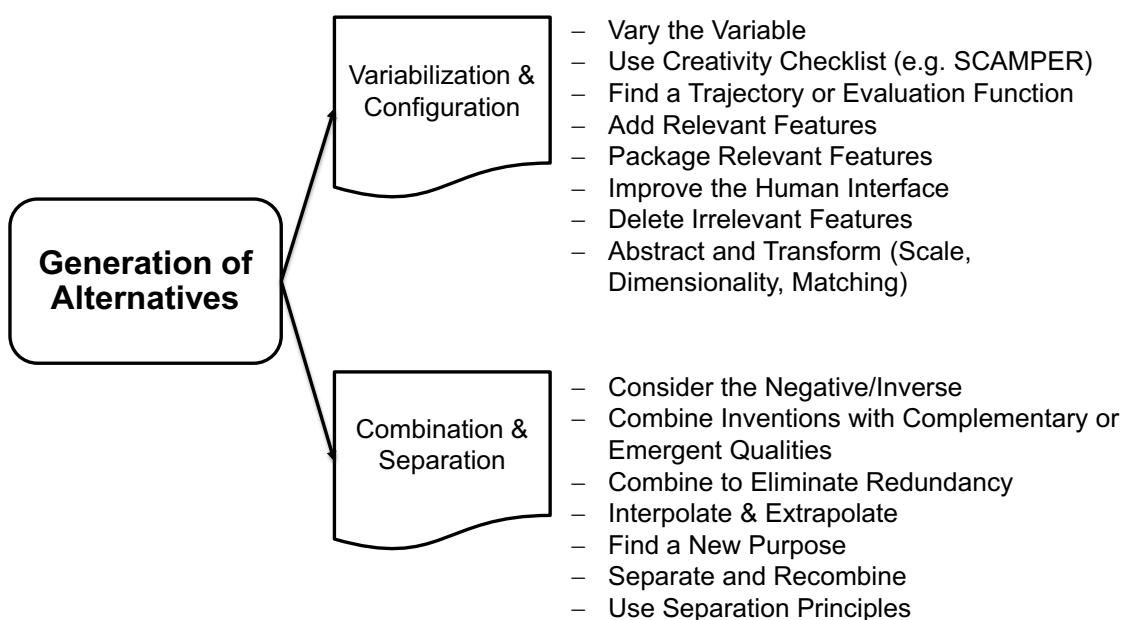 Generation of
Alternatives
Variabilization &
Configuration
– Vary the Variable
– Use Creativity Checklist (e.g. SCAMPER)
– Find a Trajectory or Evaluation Function
– Add Relevant Features
– Package Relevant Features
– Improve the Human Interface
– Delete Irrelevant Features
– Abstract and Transform (Scale,
Dimensionality, Matching)
Combination &
Separation
– Consider the Negative/Inverse
– Combine Inventions with Complementary or
Emergent Qualities
– Combine to Eliminate Redundancy
– Interpolate & Extrapolate
– Find a New Purpose
– Separate and Recombine
– Use Separation Principles